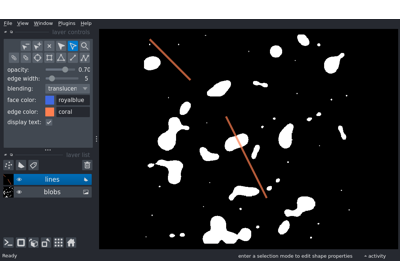 File View Window Plugins Help
layer controls
opacity: 0.70
edge width: 5
blending: translucen
face color: royalblue
edge color: coral
display text:
layer list
lines
blobs
Ready enter a selection mode to edit shape properties activity